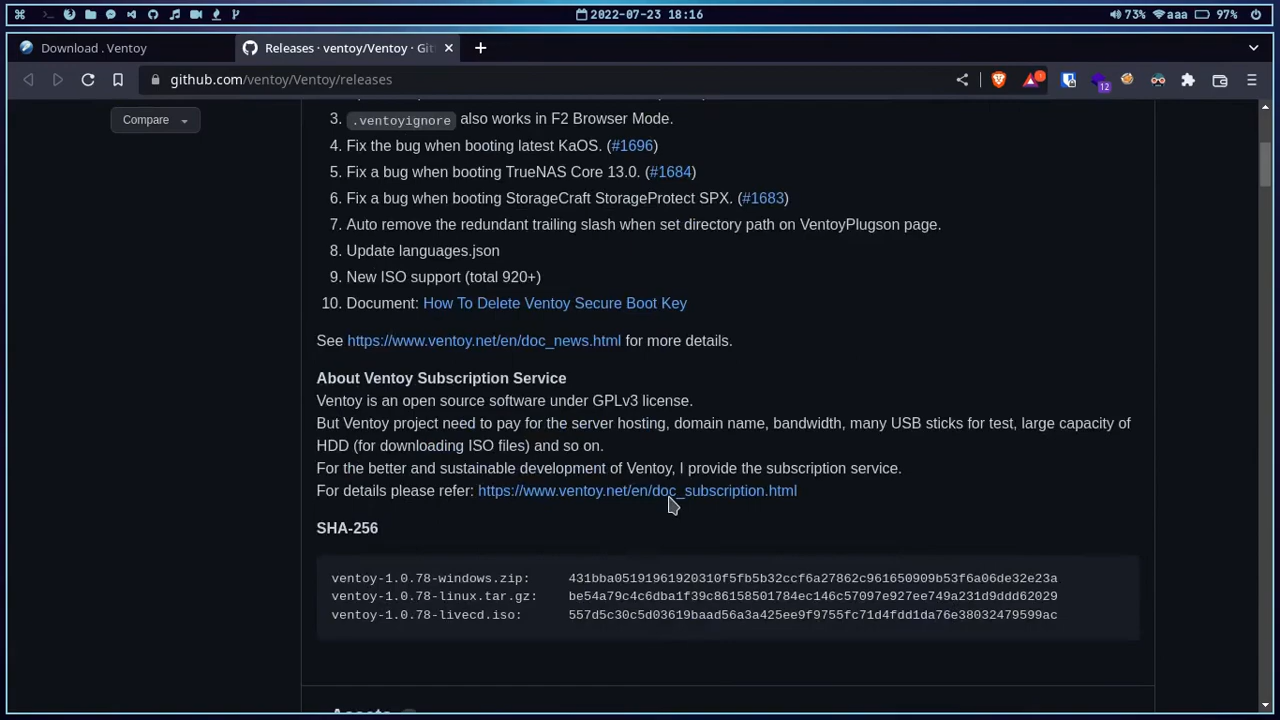 2022-07-23 18:16
73%
aaa
97%
Download . Ventoy
Releases · ventoy/Ventoy · Git
github.com/ventoy/Ventoy/releases
12
Compare
3. .ventoyignore also works in F2 Browser Mode.
4. Fix the bug when booting latest KaOS. (#1696)
5. Fix a bug when booting TrueNAS Core 13.0. (#1684)
6. Fix a bug when booting StorageCraft StorageProtect SPX. (#1683)
7. Auto remove the redundant trailing slash when set directory path on VentoyPlugson page.
8. Update languages.json
9. New ISO support (total 920+)
10. Document: How To Delete Ventoy Secure Boot Key
See https://www.ventoy.net/en/doc_news.html for more details.
About Ventoy Subscription Service
Ventoy is an open source software under GPLv3 license.
But Ventoy project need to pay for the server hosting, domain name, bandwidth, many USB sticks for test, large capacity of
HDD (for downloading ISO files) and so on.
For the better and sustainable development of Ventoy, I provide the subscription service.
For details please refer: https://www.ventoy.net/en/doc_subscription.html
SHA-256
ventoy-1.0.78-windows.zip: 431bba05191961920310f5fb5b32ccf6a27862c961650909b53f6a06de32e23a
ventoy-1.0.78-linux.tar.gz: be54a79c4c6dba1f39c86158501784ec146c57097e927ee749a231d9ddd62029
ventoy-1.0.78-livecd.iso: 557d5c30c5d03619baad56a3a425ee9f9755fc71d4fdd1da76e38032479599ac